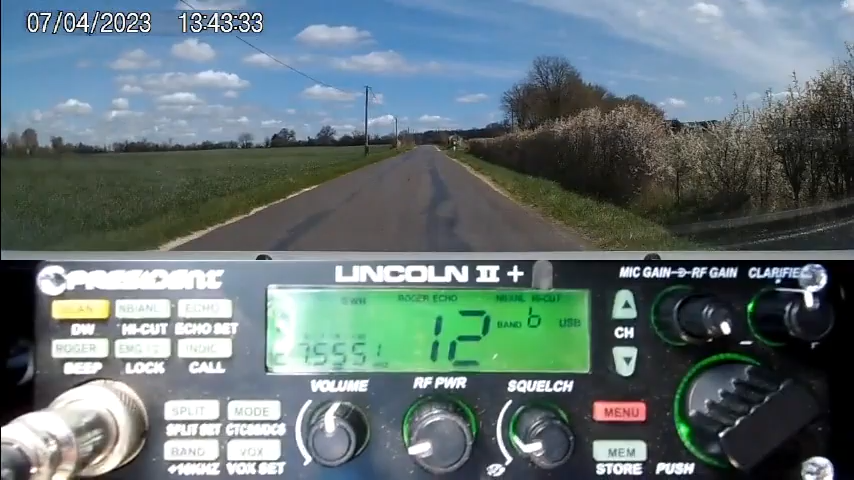 07/04/2023 13:43:33
PRESIDENT
LINCOLN II +
MIC GAIN RF GAIN CLARIFIER
SCAN NB/ANL ECHO
DW HI-CUT ECHO SET
ROGER EMG INDIC
BEEP LOCK CALL
SWR ROGER ECHO NB/ANL HI-CUT
12 BAND b USB
CH
VOLUME RF PWR SQUELCH
SPLIT MODE
SPLIT SET CTCSS/DCS
BAND VOX
+10KHZ VOX SET
MENU
MEM
STORE PUSH